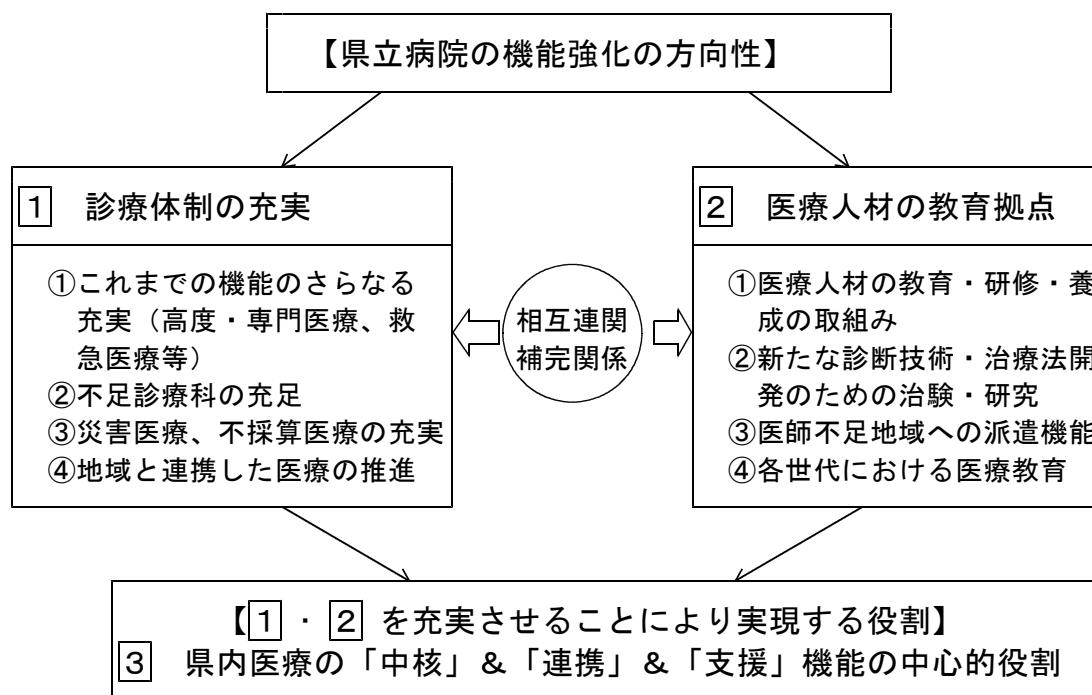 【県立病院の機能強化の方向性】
1 診療体制の充実
①これまでの機能のさらなる
充実（高度・専門医療、救
急医療等）
②不足診療科の充足
③災害医療、不採算医療の充実
④地域と連携した医療の推進
相互連関
補完関係
2 医療人材の教育拠点
①医療人材の教育・研修・養
成の取組み
②新たな診断技術・治療法開
発のための治験・研究
③医師不足地域への派遣機能
④各世代における医療教育
【1・2を充実させることにより実現する役割】
3 県内医療の「中核」＆「連携」＆「支援」機能の中心的役割